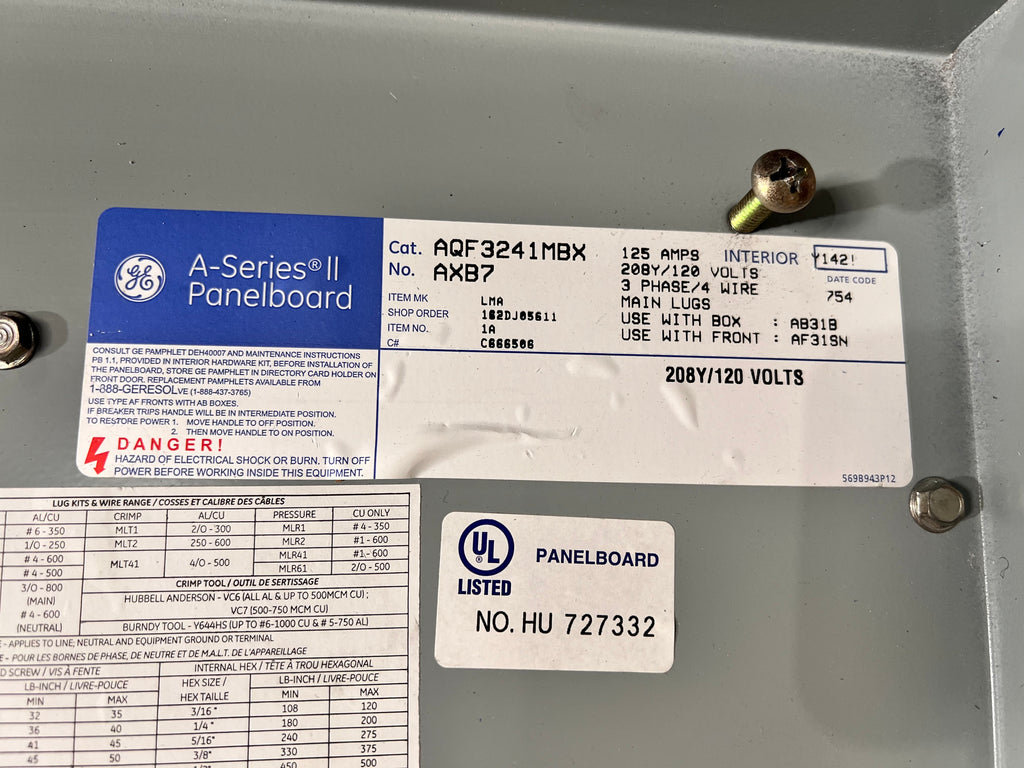 GE
A-Series® II
Panelboard
Cat. AQF3241MBX
No. AXB7
ITEM MK LMA
SHOP ORDER 162DJ05611
ITEM NO. 1A
C# C666506
125 AMPS INTERIOR
208Y/120 VOLTS
3 PHASE/4 WIRE
MAIN LUGS
USE WITH BOX : AB31B
USE WITH FRONT : AF31SN
DATE CODE
754
208Y/120 VOLTS
CONSULT GE PAMPHLET DEH40007 AND MAINTENANCE INSTRUCTIONS
PB 1.1, PROVIDED IN INTERIOR HARDWARE KIT, BEFORE INSTALLATION OF
THE PANELBOARD, STORE GE PAMPHLET IN DIRECTORY CARD HOLDER ON
FRONT DOOR. REPLACEMENT PAMPHLETS AVAILABLE FROM
1-888-GERESOLVE (1-888-437-3765)
USE TYPE AF FRONTS WITH AB BOXES.
IF BREAKER TRIPS HANDLE WILL BE IN INTERMEDIATE POSITION.
TO RESTORE POWER 1. MOVE HANDLE TO OFF POSITION.
2. THEN MOVE HANDLE TO ON POSITION.
DANGER!
HAZARD OF ELECTRICAL SHOCK OR BURN. TURN OFF
POWER BEFORE WORKING INSIDE THIS EQUIPMENT.
569B943P12
LUG KITS & WIRE RANGE / COSSES ET CALIBRE DES CÂBLES
AL/CU CRIMP AL/CU PRESSURE CU ONLY
# 6 - 350 MLT1 2/0 - 300 MLR1 # 4 - 350
1/0 - 250 MLT2 250 - 600 MLR2 #1 - 600
# 4 - 600 MLT41 4/0 - 500 MLR41 #1 - 600
# 4 - 500 MLR61 2/0 - 500
3/0 - 800 CRIMP TOOL / OUTIL DE SERTISSAGE
(MAIN) HUBBELL ANDERSON - VC6 (ALL AL & UP TO 500MCM CU) ;
# 4 - 600 VC7 (500-750 MCM CU)
(NEUTRAL) BURNDY TOOL - Y644HS (UP TO #6-1000 CU & # 5-750 AL)
- APPLIES TO LINE; NEUTRAL AND EQUIPMENT GROUND OR TERMINAL
- POUR LES BORNES DE PHASE, DE NEUTRE ET DE M.A.L.T. DE L'APPAREILLAGE
D SCREW / VIS À FENTE INTERNAL HEX / TÊTE À TROU HEXAGONAL
LB-INCH / LIVRE-POUCE HEX SIZE / LB-INCH / LIVRE-POUCE
MIN MAX HEX TAILLE MIN MAX
32 35 3/16 " 108 120
36 40 1/4 " 180 200
41 45 5/16" 240 275
45 50 3/8" 330 375
1/2" 450 500
UL
LISTED
PANELBOARD
NO. HU 727332